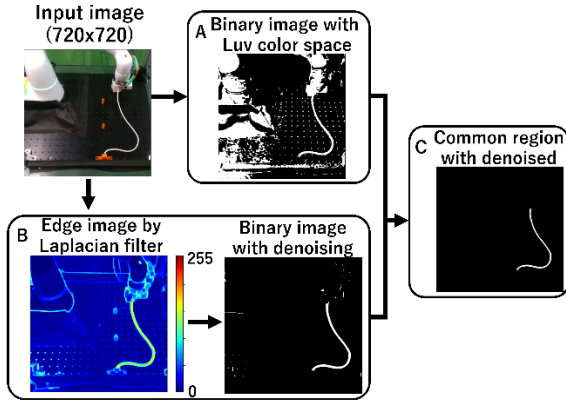 Input image
(720x720)
A
Binary image with
Luv color space
B
Edge image by
Laplacian filter
255
0
Binary image
with denoising
C
Common region
with denoised